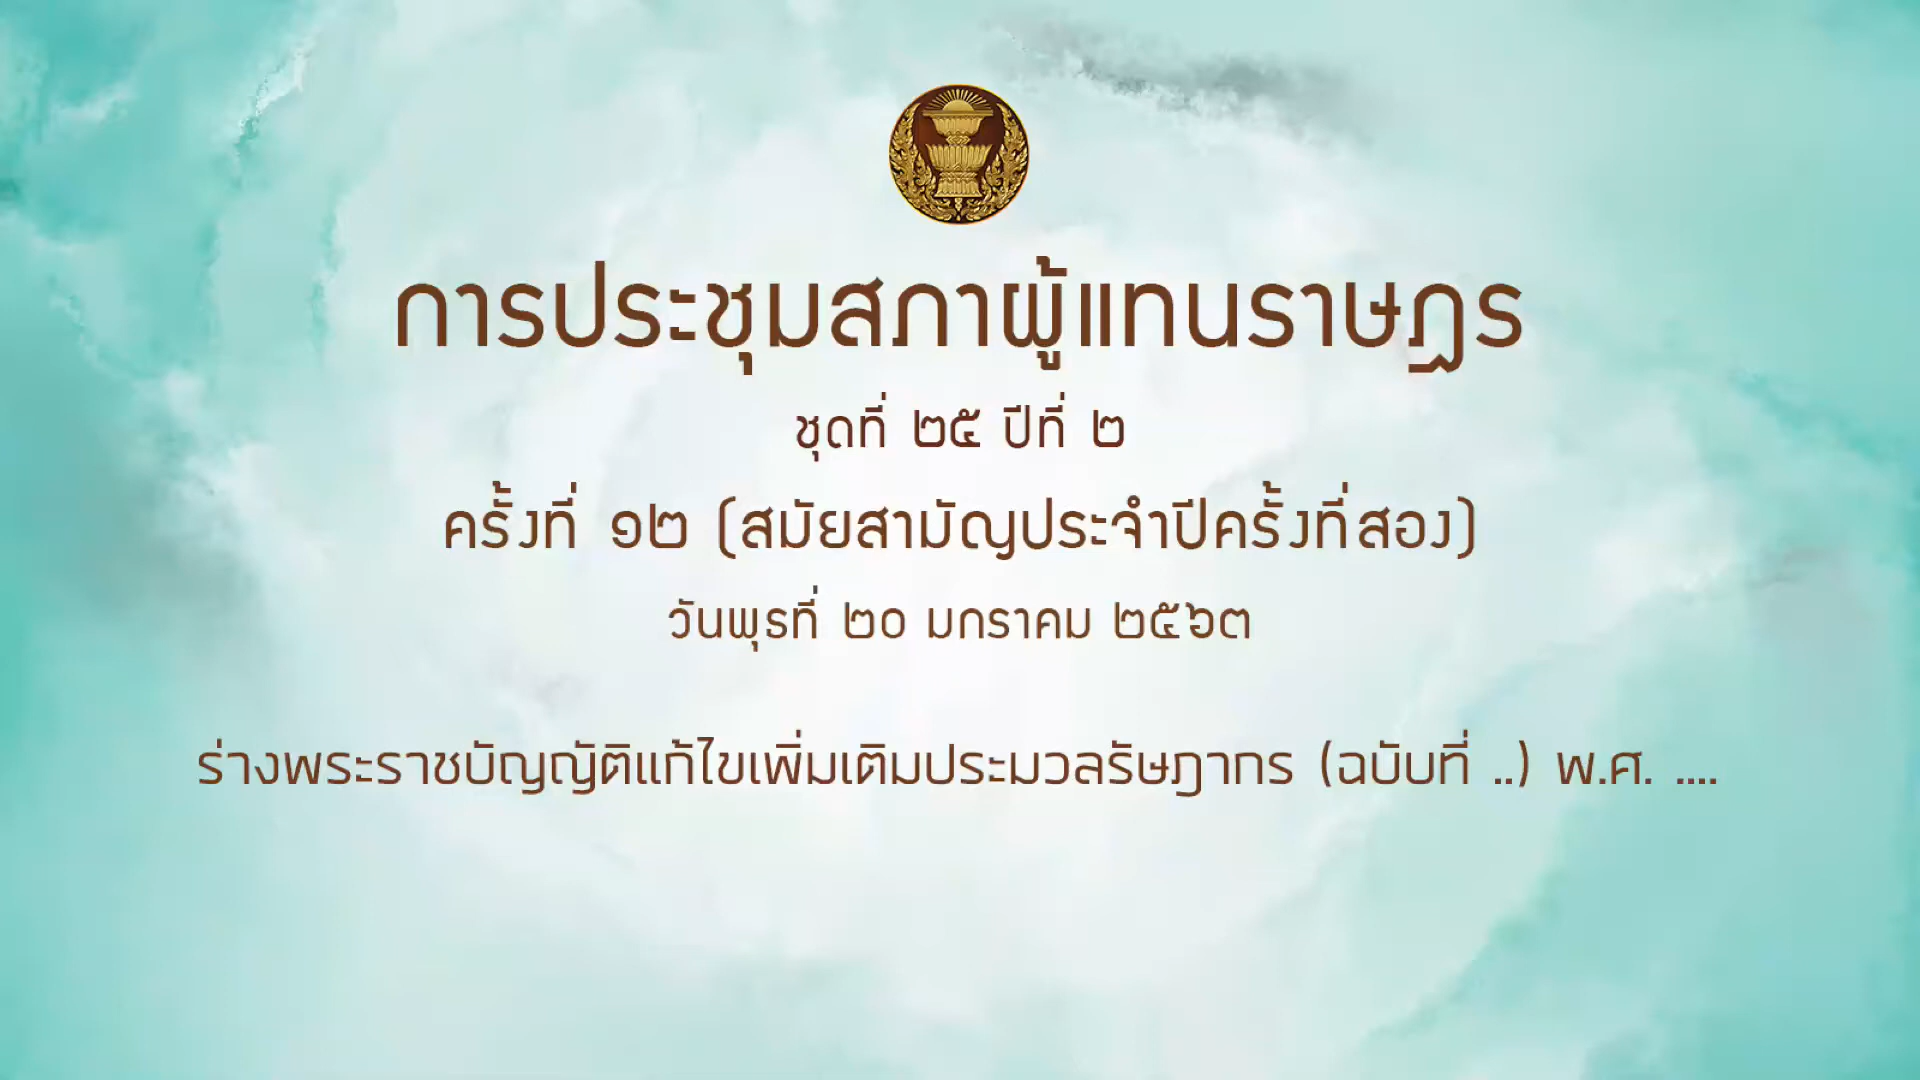 การประชุมสภาผู้แทนราษฎร
ชุดที่ ๒๕ ปีที่ ๒
ครั้งที่ ๑๒ (สมัยสามัญประจำปีครั้งที่สอง)
วันพุธที่ ๒๐ มกราคม ๒๕๖๓
ร่างพระราชบัญญัติแก้ไขเพิ่มเติมประมวลรัษฎากร (ฉบับที่ ..) พ.ศ. ....